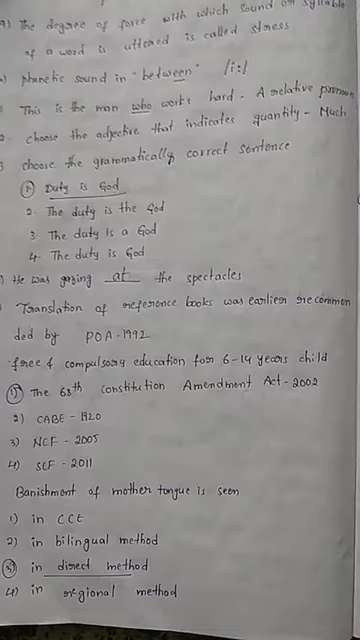 9) The degree of force with which sound or syllable
of a word is uttered is called stress
phonetic sound in "between" /i:/
This is the man who works hard - A relative pronoun
2. choose the adjective that indicates quantity - Much
3 choose the grammatically correct sentence
1. Duty is God
2. The duty is the God
3. The duty is a God
4. The duty is God
He was gazing at the spectacles
Translation of reference books was earlier recommen
ded by POA-1992
free & compulsory education for 6-14 years child
1) The 68th Constitution Amendment Act - 2002
2) CABE - 1920
3) NCF - 2005
4) SCF - 2011
Banishment of mother tongue is seen
1) in CCE
2) in bilingual method
3) in direct method
4) in regional method